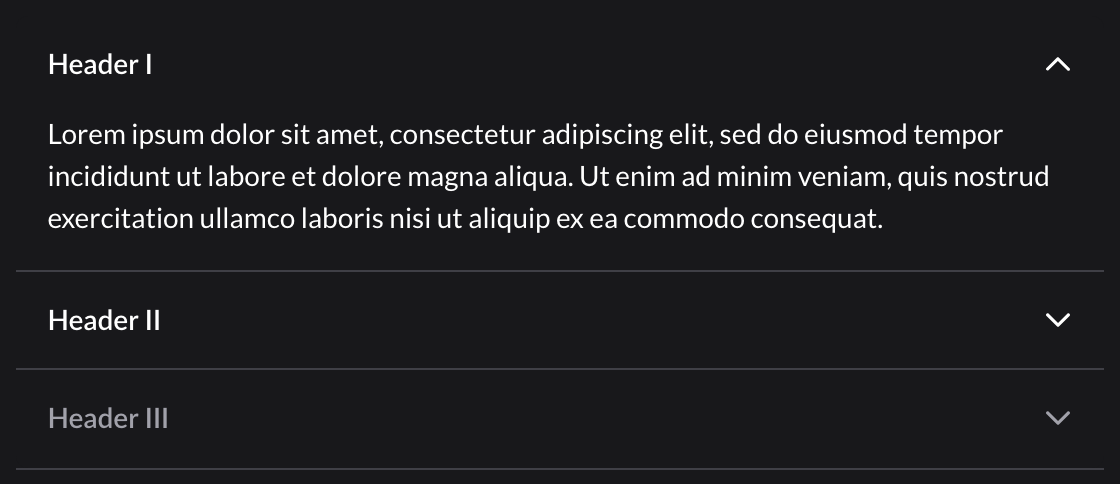 Header I
Lorem ipsum dolor sit amet, consectetur adipiscing elit, sed do eiusmod tempor
incididunt ut labore et dolore magna aliqua. Ut enim ad minim veniam, quis nostrud
exercitation ullamco laboris nisi ut aliquip ex ea commodo consequat.
Header II
Header III